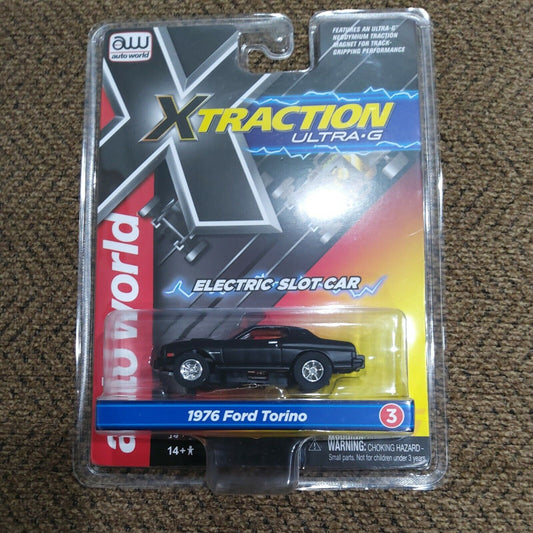 aw
auto world
FEATURES AN ULTRA-G
NEODYMIUM TRACTION
MAGNET FOR TRACK-
GRIPPING PERFORMANCE
X
XTRACTION
ULTRA•G
auto world
ELECTRIC SLOT CAR
1976 Ford Torino
3
14+
WARNING: CHOKING HAZARD -
Small parts. Not for children under 3 years.